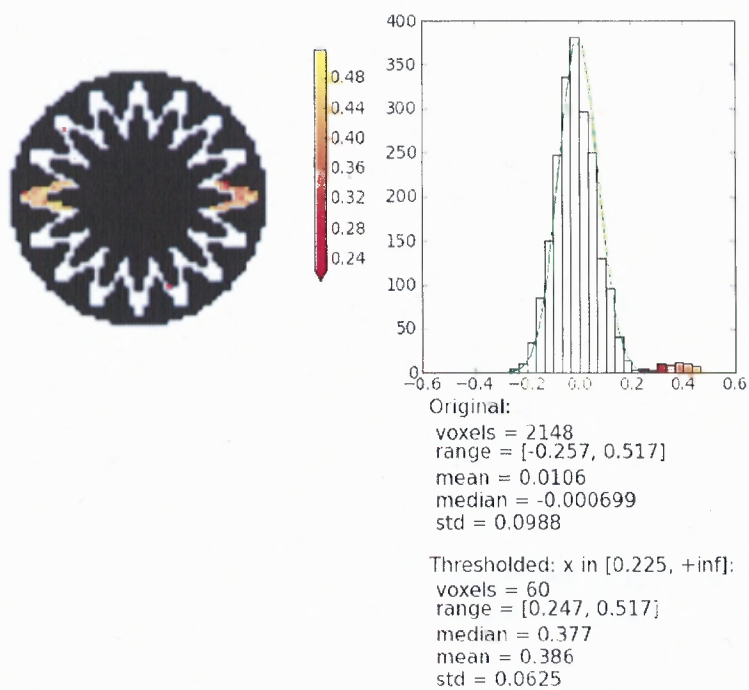 0.48
0.44
0.40
0.36
0.32
0.28
0.24
400
350
300
250
200
150
100
50
0
−0.6 −0.4 −0.2 0.0 0.2 0.4 0.6
Original:
voxels = 2148
range = [-0.257, 0.517]
mean = 0.0106
median = -0.000699
std = 0.0988
Thresholded: x in [0.225, +inf]:
voxels = 60
range = [0.247, 0.517]
median = 0.377
mean = 0.386
std = 0.0625